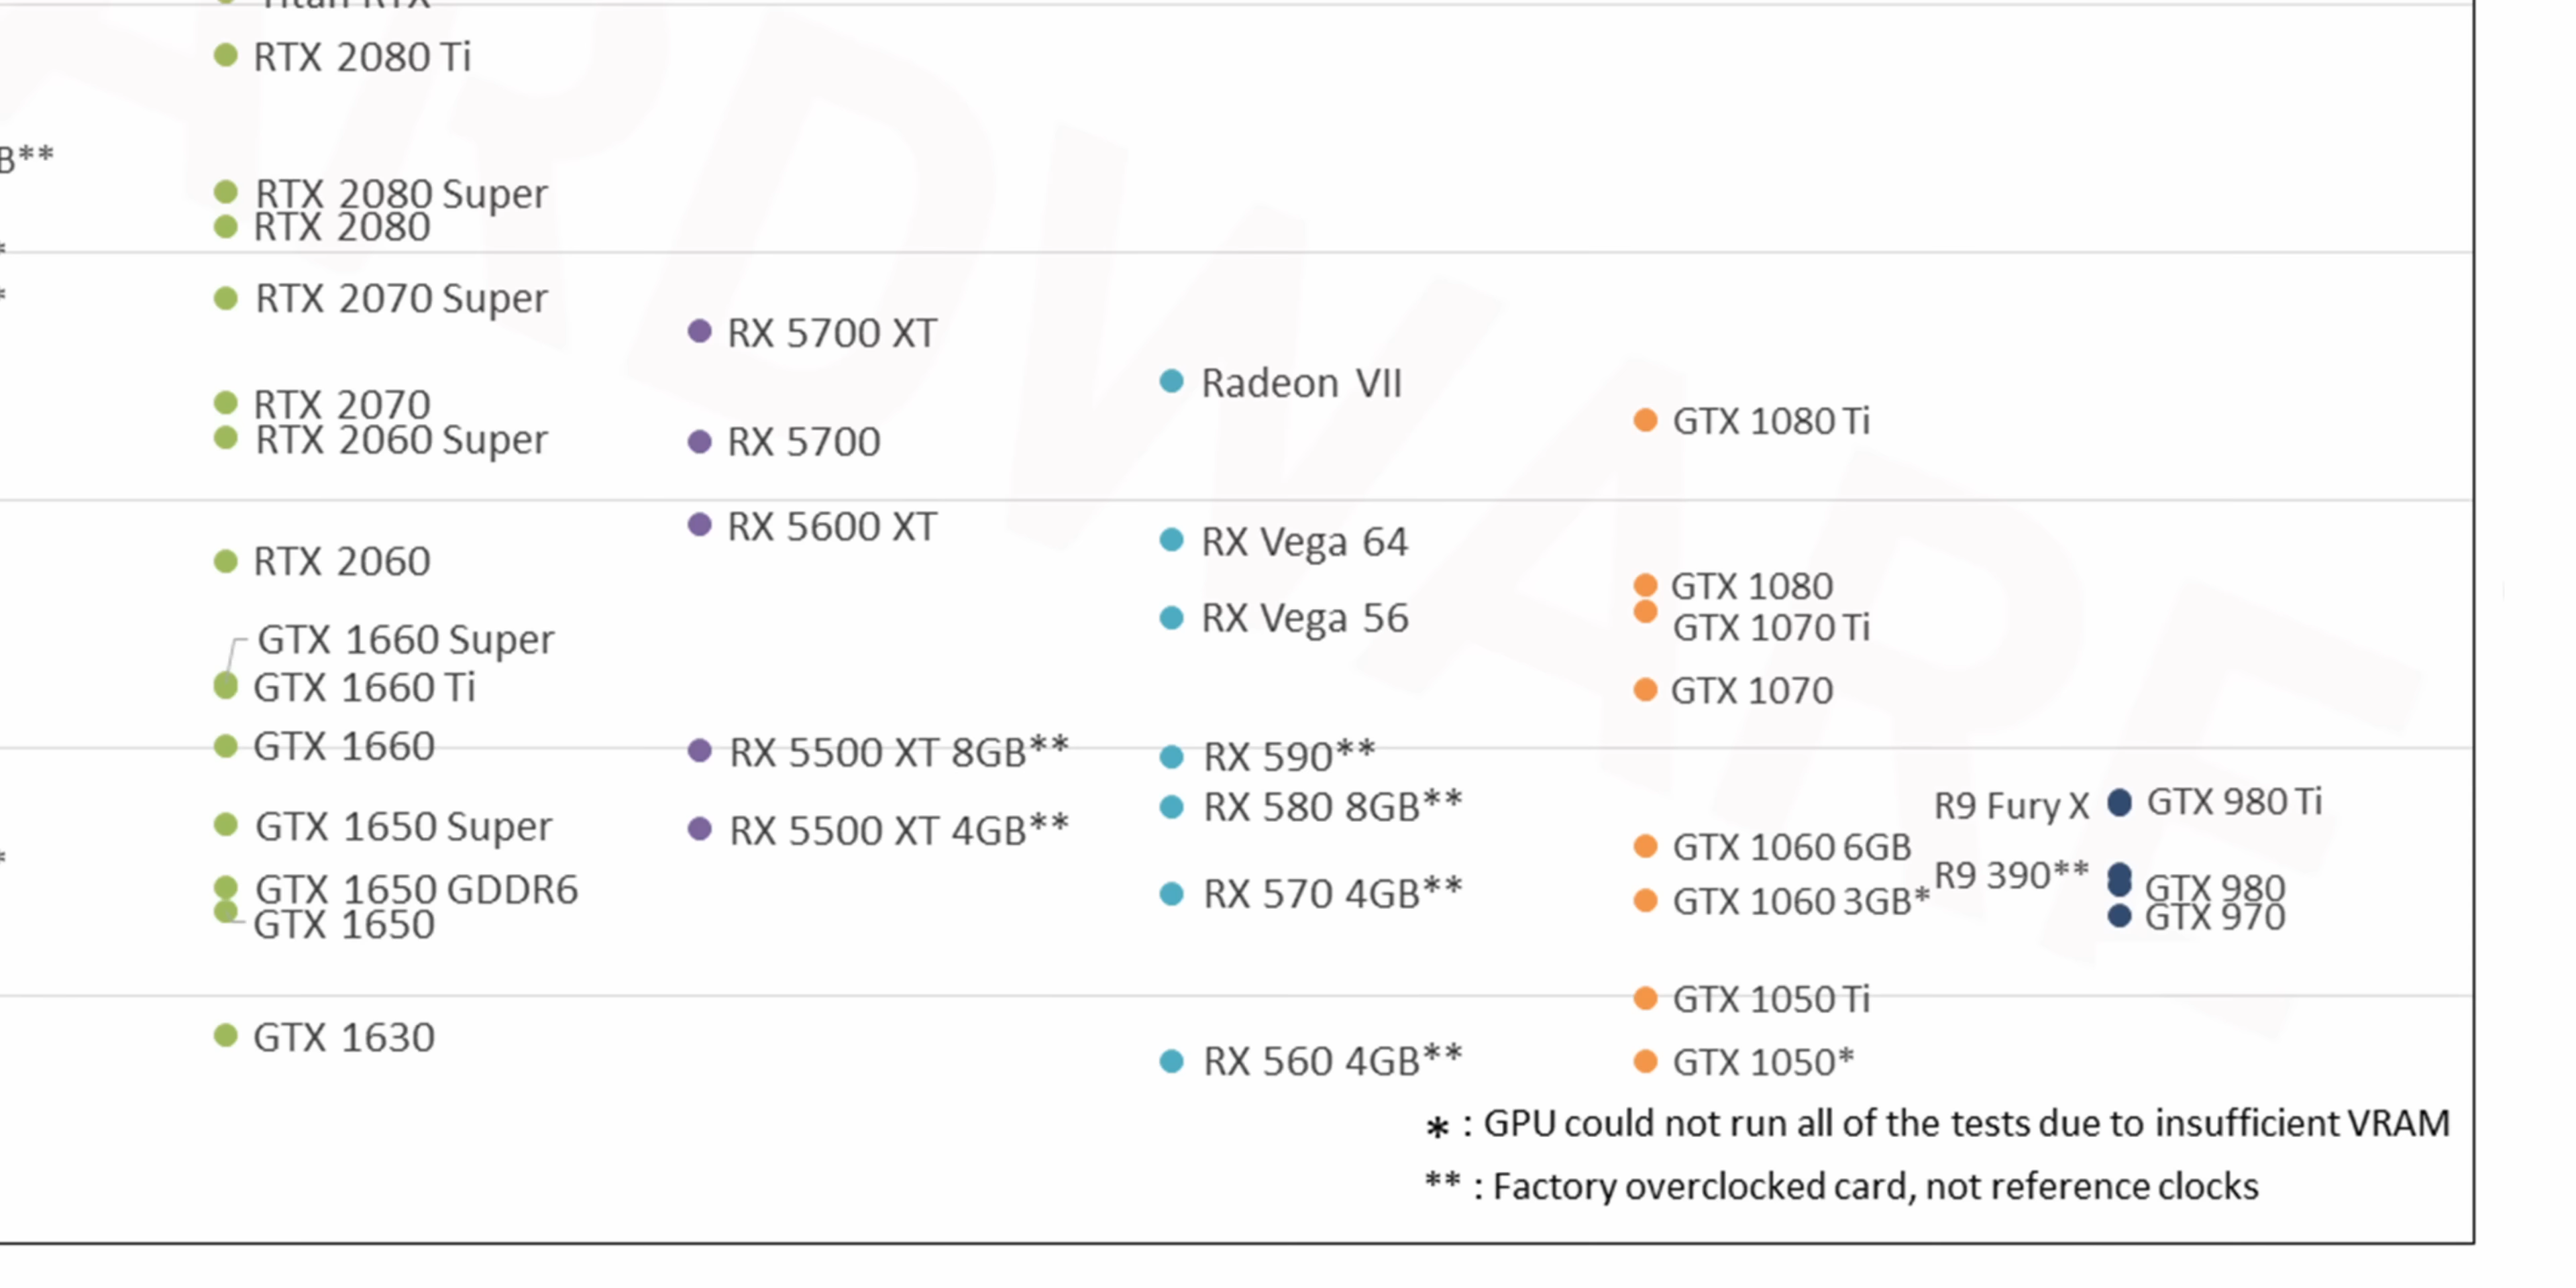 Titan RTX
RTX 2080 Ti
B**
RTX 2080 Super
RTX 2080
*
RTX 2070 Super
*
RTX 2070
RTX 2060 Super
RTX 2060
GTX 1660 Super
GTX 1660 Ti
GTX 1660
GTX 1650 Super
*
GTX 1650 GDDR6
GTX 1650
GTX 1630
RX 5700 XT
RX 5700
RX 5600 XT
RX 5500 XT 8GB**
RX 5500 XT 4GB**
Radeon VII
RX Vega 64
RX Vega 56
RX 590**
RX 580 8GB**
RX 570 4GB**
RX 560 4GB**
GTX 1080 Ti
GTX 1080
GTX 1070 Ti
GTX 1070
GTX 1060 6GB
GTX 1060 3GB*
GTX 1050 Ti
GTX 1050*
R9 Fury X
GTX 980 Ti
R9 390**
GTX 980
GTX 970
* : GPU could not run all of the tests due to insufficient VRAM
** : Factory overclocked card, not reference clocks
ARDWARE